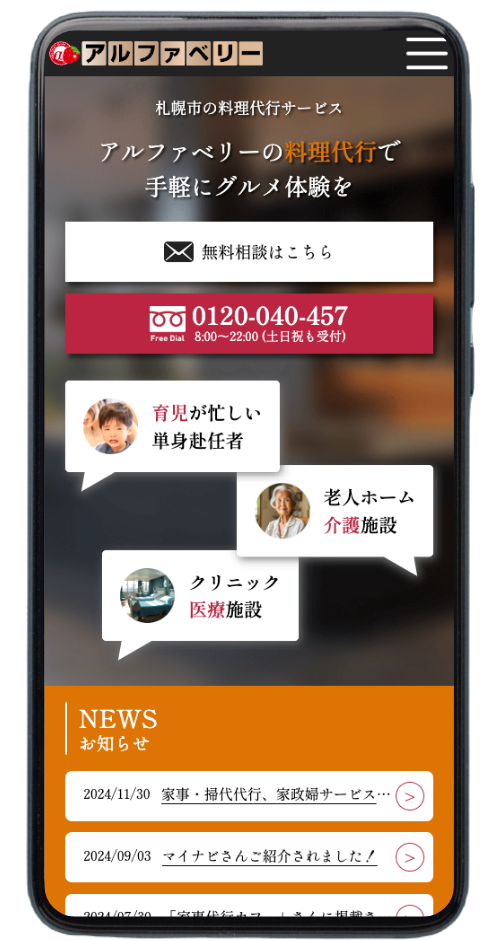 アルファベリー
札幌市の料理代行サービス
アルファベリーの料理代行で
手軽にグルメ体験を
無料相談はこちら
0120-040-457
Free Dial 8:00〜22:00 (土日祝も受付)
育児が忙しい
単身赴任者
老人ホーム
介護施設
クリニック
医療施設
NEWS
お知らせ
2024/11/30 家事・掃代代行、家政婦サービス… >
2024/09/03 マイナビさんご紹介されました！ >
2024/07/30